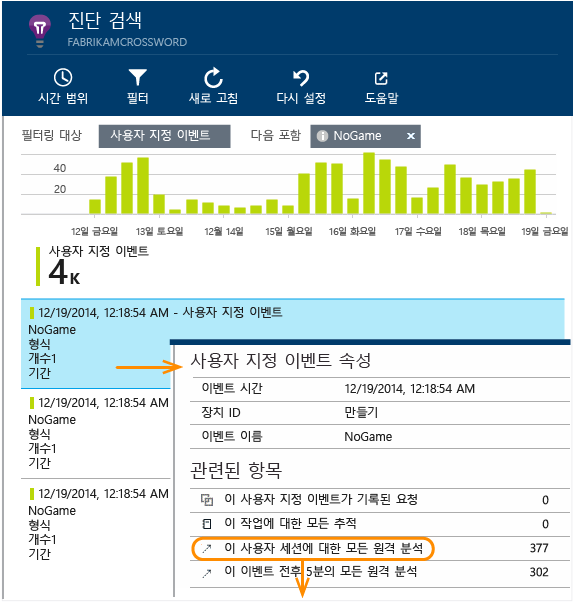 진단 검색
FABRIKAMCROSSWORD
시간 범위 필터 새로 고침 다시 설정 도움말
필터링 대상 사용자 지정 이벤트 다음 포함 NoGame ×
40
20
12일 금요일 13일 토요일 12월 14일 15일 월요일 16일 화요일 17일 수요일 18일 목요일 19일 금요일
사용자 지정 이벤트
4K
12/19/2014, 12:18:54 AM - 사용자 지정 이벤트
NoGame
형식
개수1
기간
12/19/2014, 12:18:54 AM
NoGame
형식
개수1
기간
12/19/2014, 12:18:54 AM
NoGame
형식
개수1
기간
사용자 지정 이벤트 속성
이벤트 시간 12/19/2014, 12:18:54 AM
장치 ID 만들기
이벤트 이름 NoGame
관련된 항목
이 사용자 지정 이벤트가 기록된 요청 0
이 작업에 대한 모든 추적 0
이 사용자 세션에 대한 모든 원격 분석 377
이 이벤트 전후 5분의 모든 원격 분석 302